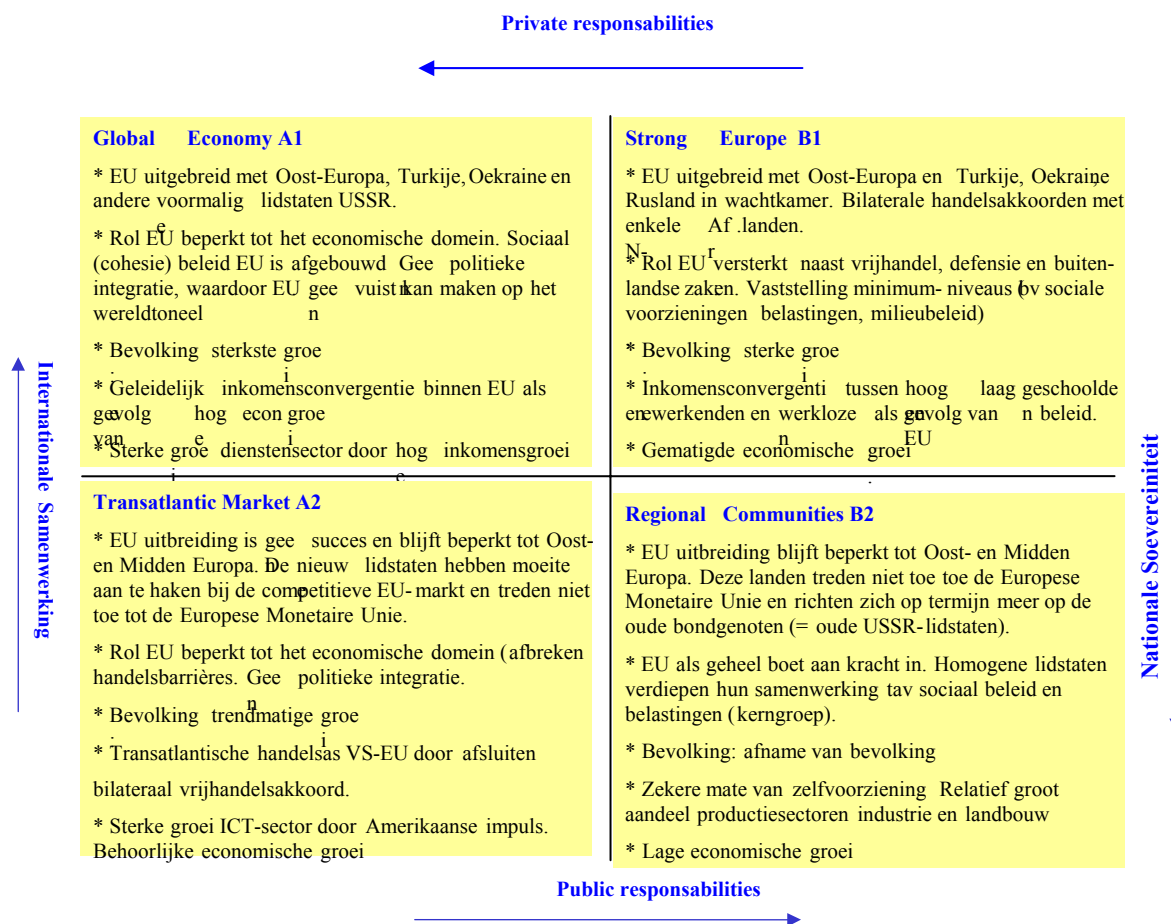 Private responsabilities
Global Economy A1
* EU uitgebreid met Oost-Europa, Turkije, Oekraine en
andere voormalig lidstaten USSR.
e
* Rol EU beperkt tot het economische domein. Sociaal
(cohesie) beleid EU is afgebouwd Gee politieke
integratie, waardoor EU gee vuist kan maken op het
n
wereldtoneel
n
* Bevolking sterkste groe
. i
* Geleidelijk inkomensconvergentie binnen EU als
e
gevolg hog econ groe
van e i
* Sterke groe dienstensector door hog inkomsgroei
i e
Strong Europe B1
* EU uitgebreid met Oost-Europa en Turkije, Oekraine,
Rusland in wachtkamer. Bilaterale handelsakkoorden met
enkele Af .landen.
N- r
* Rol EU versterkt naast vrijhandel, defensie en buiten-
landse zaken. Vaststelling minimum- niveaus (bv sociale
voorzieningen belastingen, milieubeleid)
* Bevolking sterke groe
. i
* Inkomensconvergenti tussen hoog laag geschoolde
e en
en werkenden en werkloze als gevolg van n beleid.
n EU
* Gematigde economische groei
.
Internationale Samenwerking
Nationale Soevereiniteit
Transatlantic Market A2
* EU uitbreiding is gee succes en blijft beperkt tot Oost-
n
en Midden Europa. De nieuw lidstaten hebben moeite
e
aan te haken bij de competitieve EU- markt en treden niet
toe tot de Europese Monetaire Unie.
* Rol EU beperkt tot het economische domein (afbreken
handelsbarrières. Gee politieke integratie.
n
* Bevolking trendmatige groe
. i
* Transatlantische handelsas VS-EU door afsluiten
bilateraal vrijhandelsakkoord.
* Sterke groei ICT-sector door Amerikaanse impuls.
Behoorlijke economische groei
Regional Communities B2
* EU uitbreiding blijft beperkt tot Oost- en Midden
Europa. Deze landen treden niet toe toe de Europese
Monetaire Unie en richten zich op termijn meer op de
oude bondgenoten (= oude USSR-lidstaten).
* EU als geheel boet aan kracht in. Homogene lidstaten
verdiepen hun samenwerking tav sociaal beleid en
belastingen (kerngroep).
* Bevolking: afname van bevolking
* Zekere mate van zelfvoorziening Relatief groot
aandeel productiesectoren industrie en landbouw
* Lage economische groei
Public responsabilities